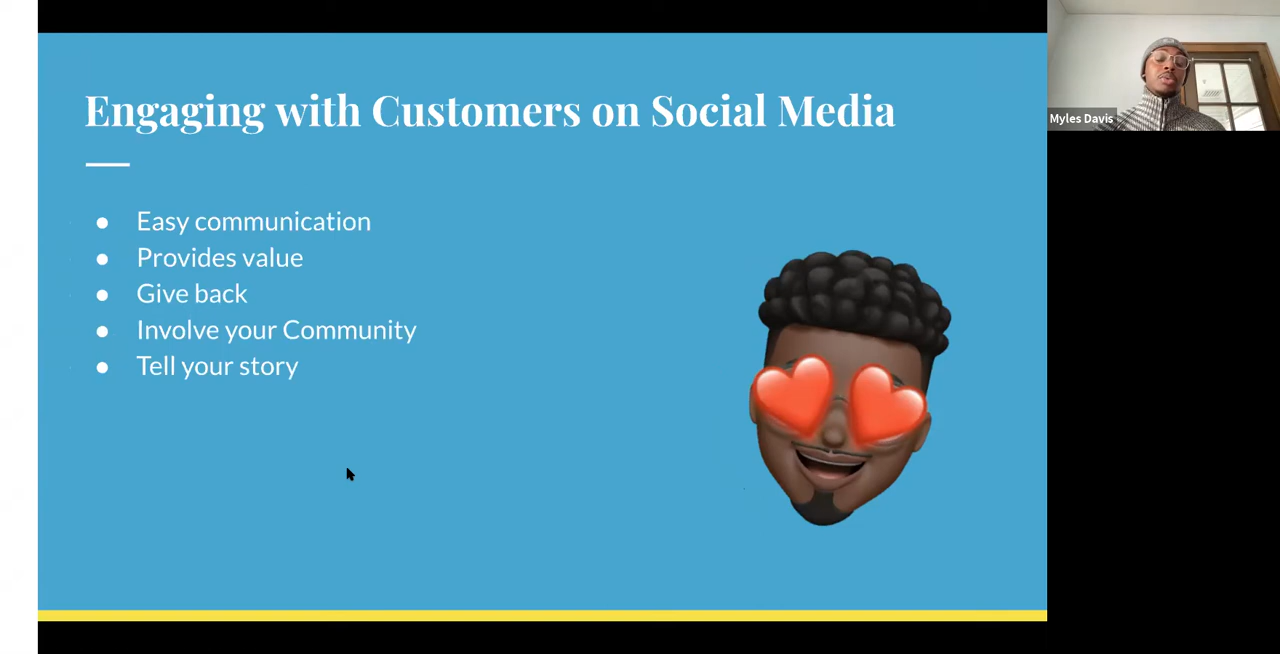 Engaging with Customers on Social Media
● Easy communication
● Provides value
● Give back
● Involve your Community
● Tell your story
Myles Davis